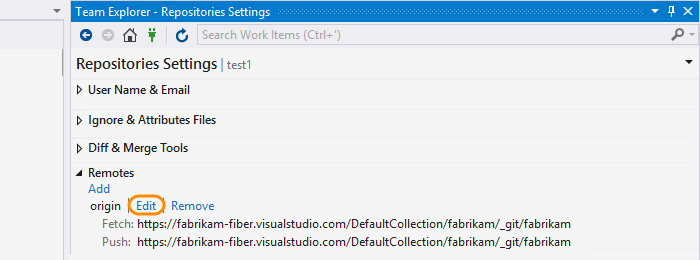 Team Explorer - Repositories Settings
Search Work Items (Ctrl+')
Repositories Settings | test1
User Name & Email
Ignore & Attributes Files
Diff & Merge Tools
Remotes
Add
origin | Edit | Remove
Fetch: https://fabrikam-fiber.visualstudio.com/DefaultCollection/fabrikam/_git/fabrikam
Push: https://fabrikam-fiber.visualstudio.com/DefaultCollection/fabrikam/_git/fabrikam